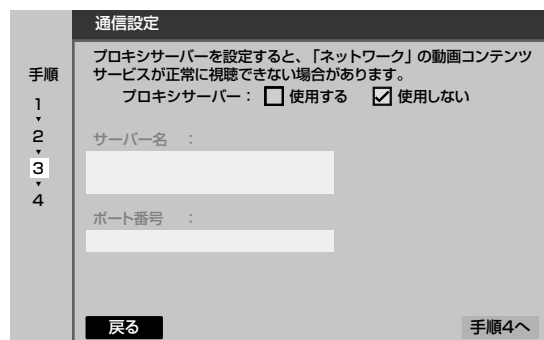 通信設定
プロキシサーバーを設定すると、「ネットワーク」の動画コンテンツ
サービスが正常に視聴できない場合があります。
プロキシサーバー： 使用する 使用しない
手順
1
2
3
4
サーバー名 ：
ポート番号 ：
戻る
手順4へ